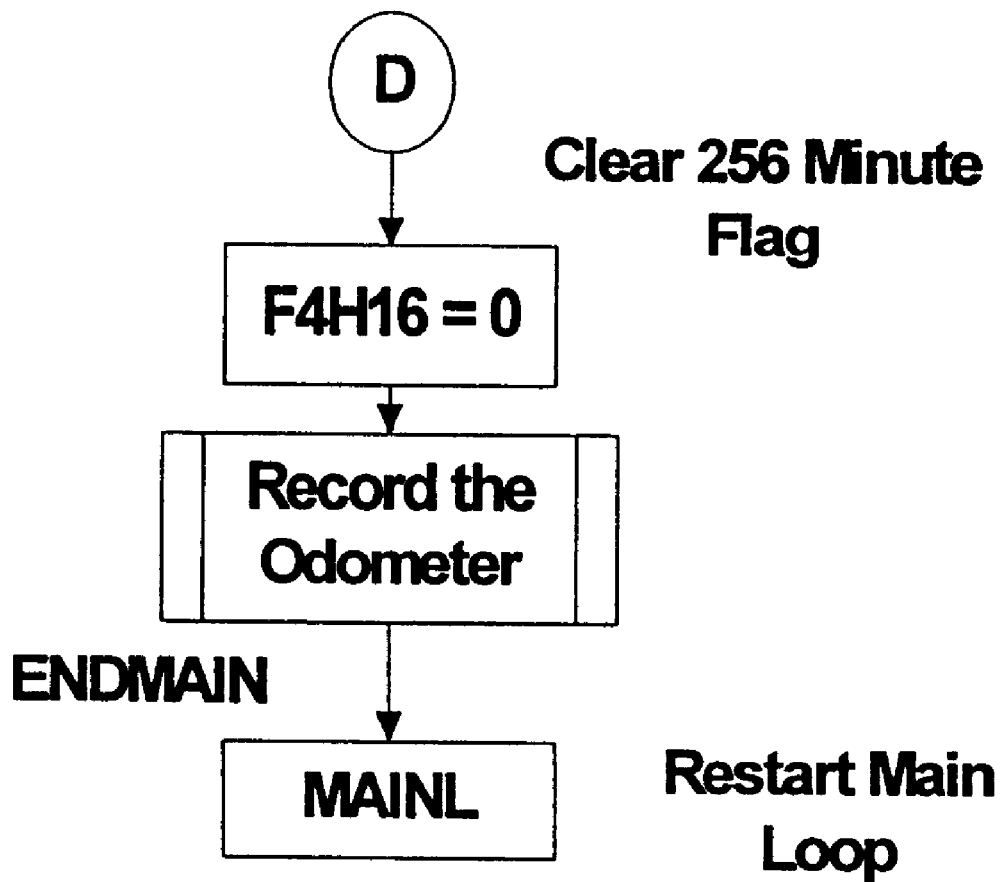 D
Clear 256 Minute
Flag
F4H16 = 0
Record the
Odometer
ENDMAIN
MAINL
Restart Main
Loop